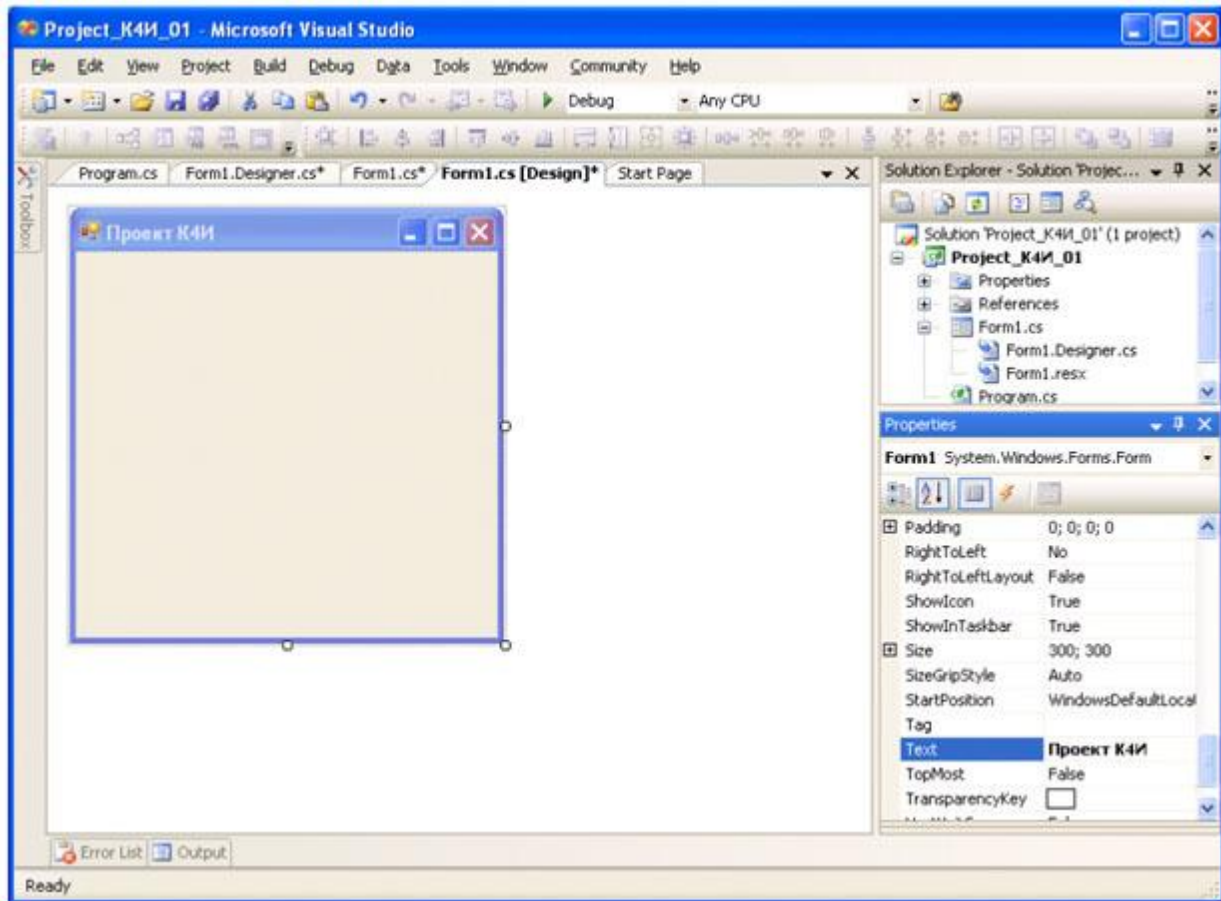 Project_К4И_01 - Microsoft Visual Studio
File Edit View Project Build Debug Data Tools Window Community Help
Debug Any CPU
Toolbox
Program.cs Form1.Designer.cs* Form1.cs* Form1.cs [Design]* Start Page
Проект К4И
Solution Explorer - Solution 'Projec...
Solution 'Project_К4И_01' (1 project)
Project_К4И_01
Properties
References
Form1.cs
Form1.Designer.cs
Form1.resx
Program.cs
Properties
Form1 System.Windows.Forms.Form
Padding 0; 0; 0; 0
RightToLeft No
RightToLeftLayout False
ShowIcon True
ShowInTaskbar True
Size 300; 300
SizeGripStyle Auto
StartPosition WindowsDefaultLocat
Tag
Text Проект К4И
TopMost False
TransparencyKey
Error List Output
Ready